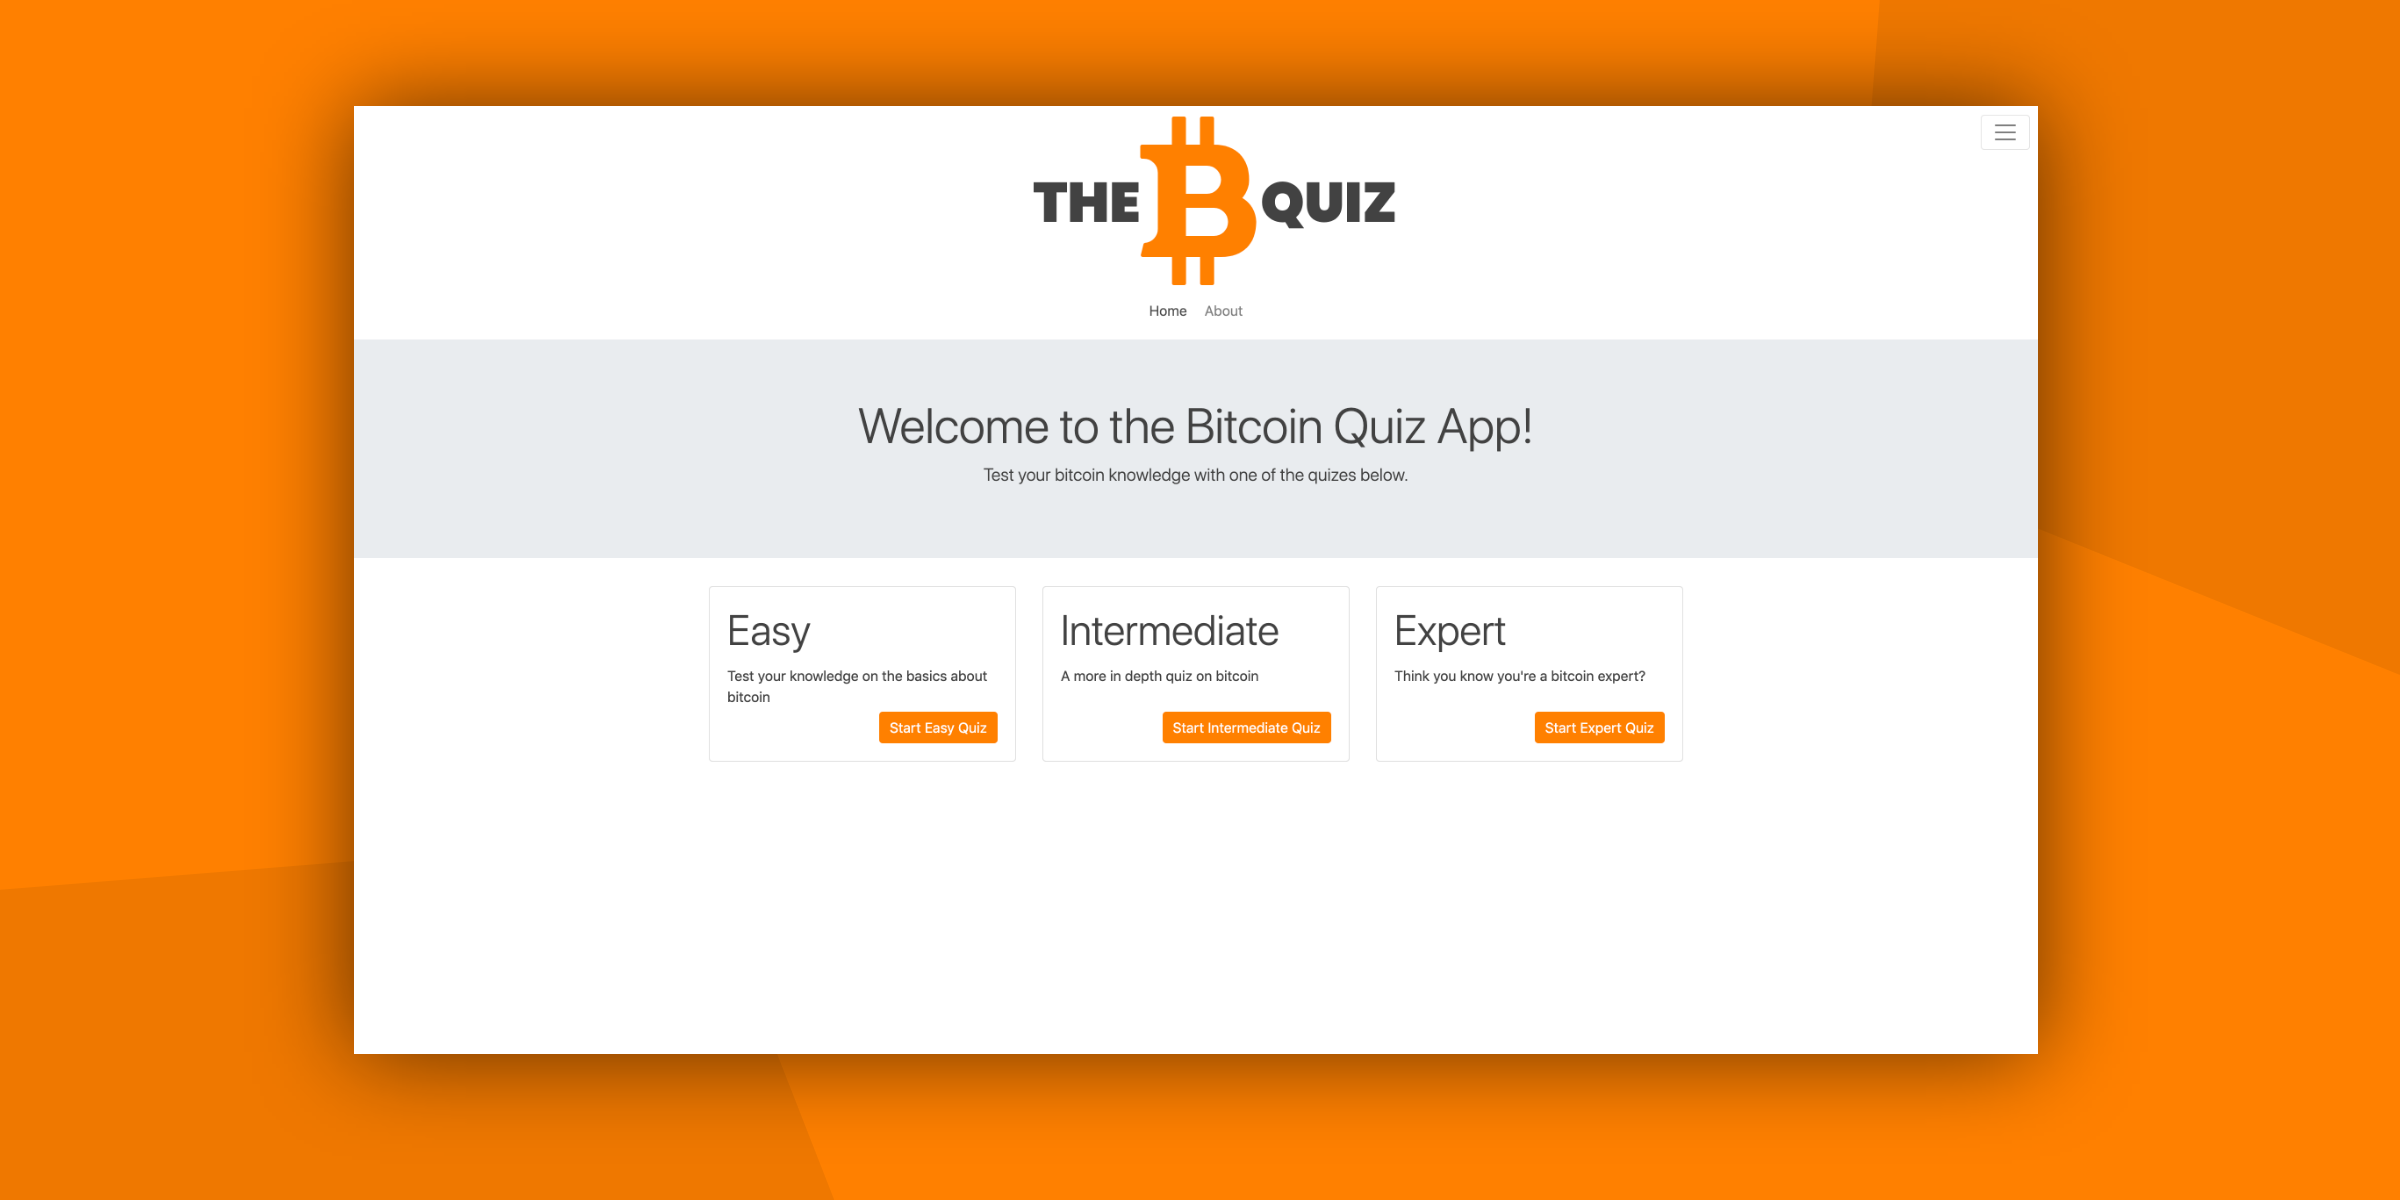 THE B QUIZ
Home About
Welcome to the Bitcoin Quiz App!
Test your bitcoin knowledge with one of the quizes below.
Easy
Test your knowledge on the basics about
bitcoin
Start Easy Quiz
Intermediate
A more in depth quiz on bitcoin
Start Intermediate Quiz
Expert
Think you know you're a bitcoin expert?
Start Expert Quiz